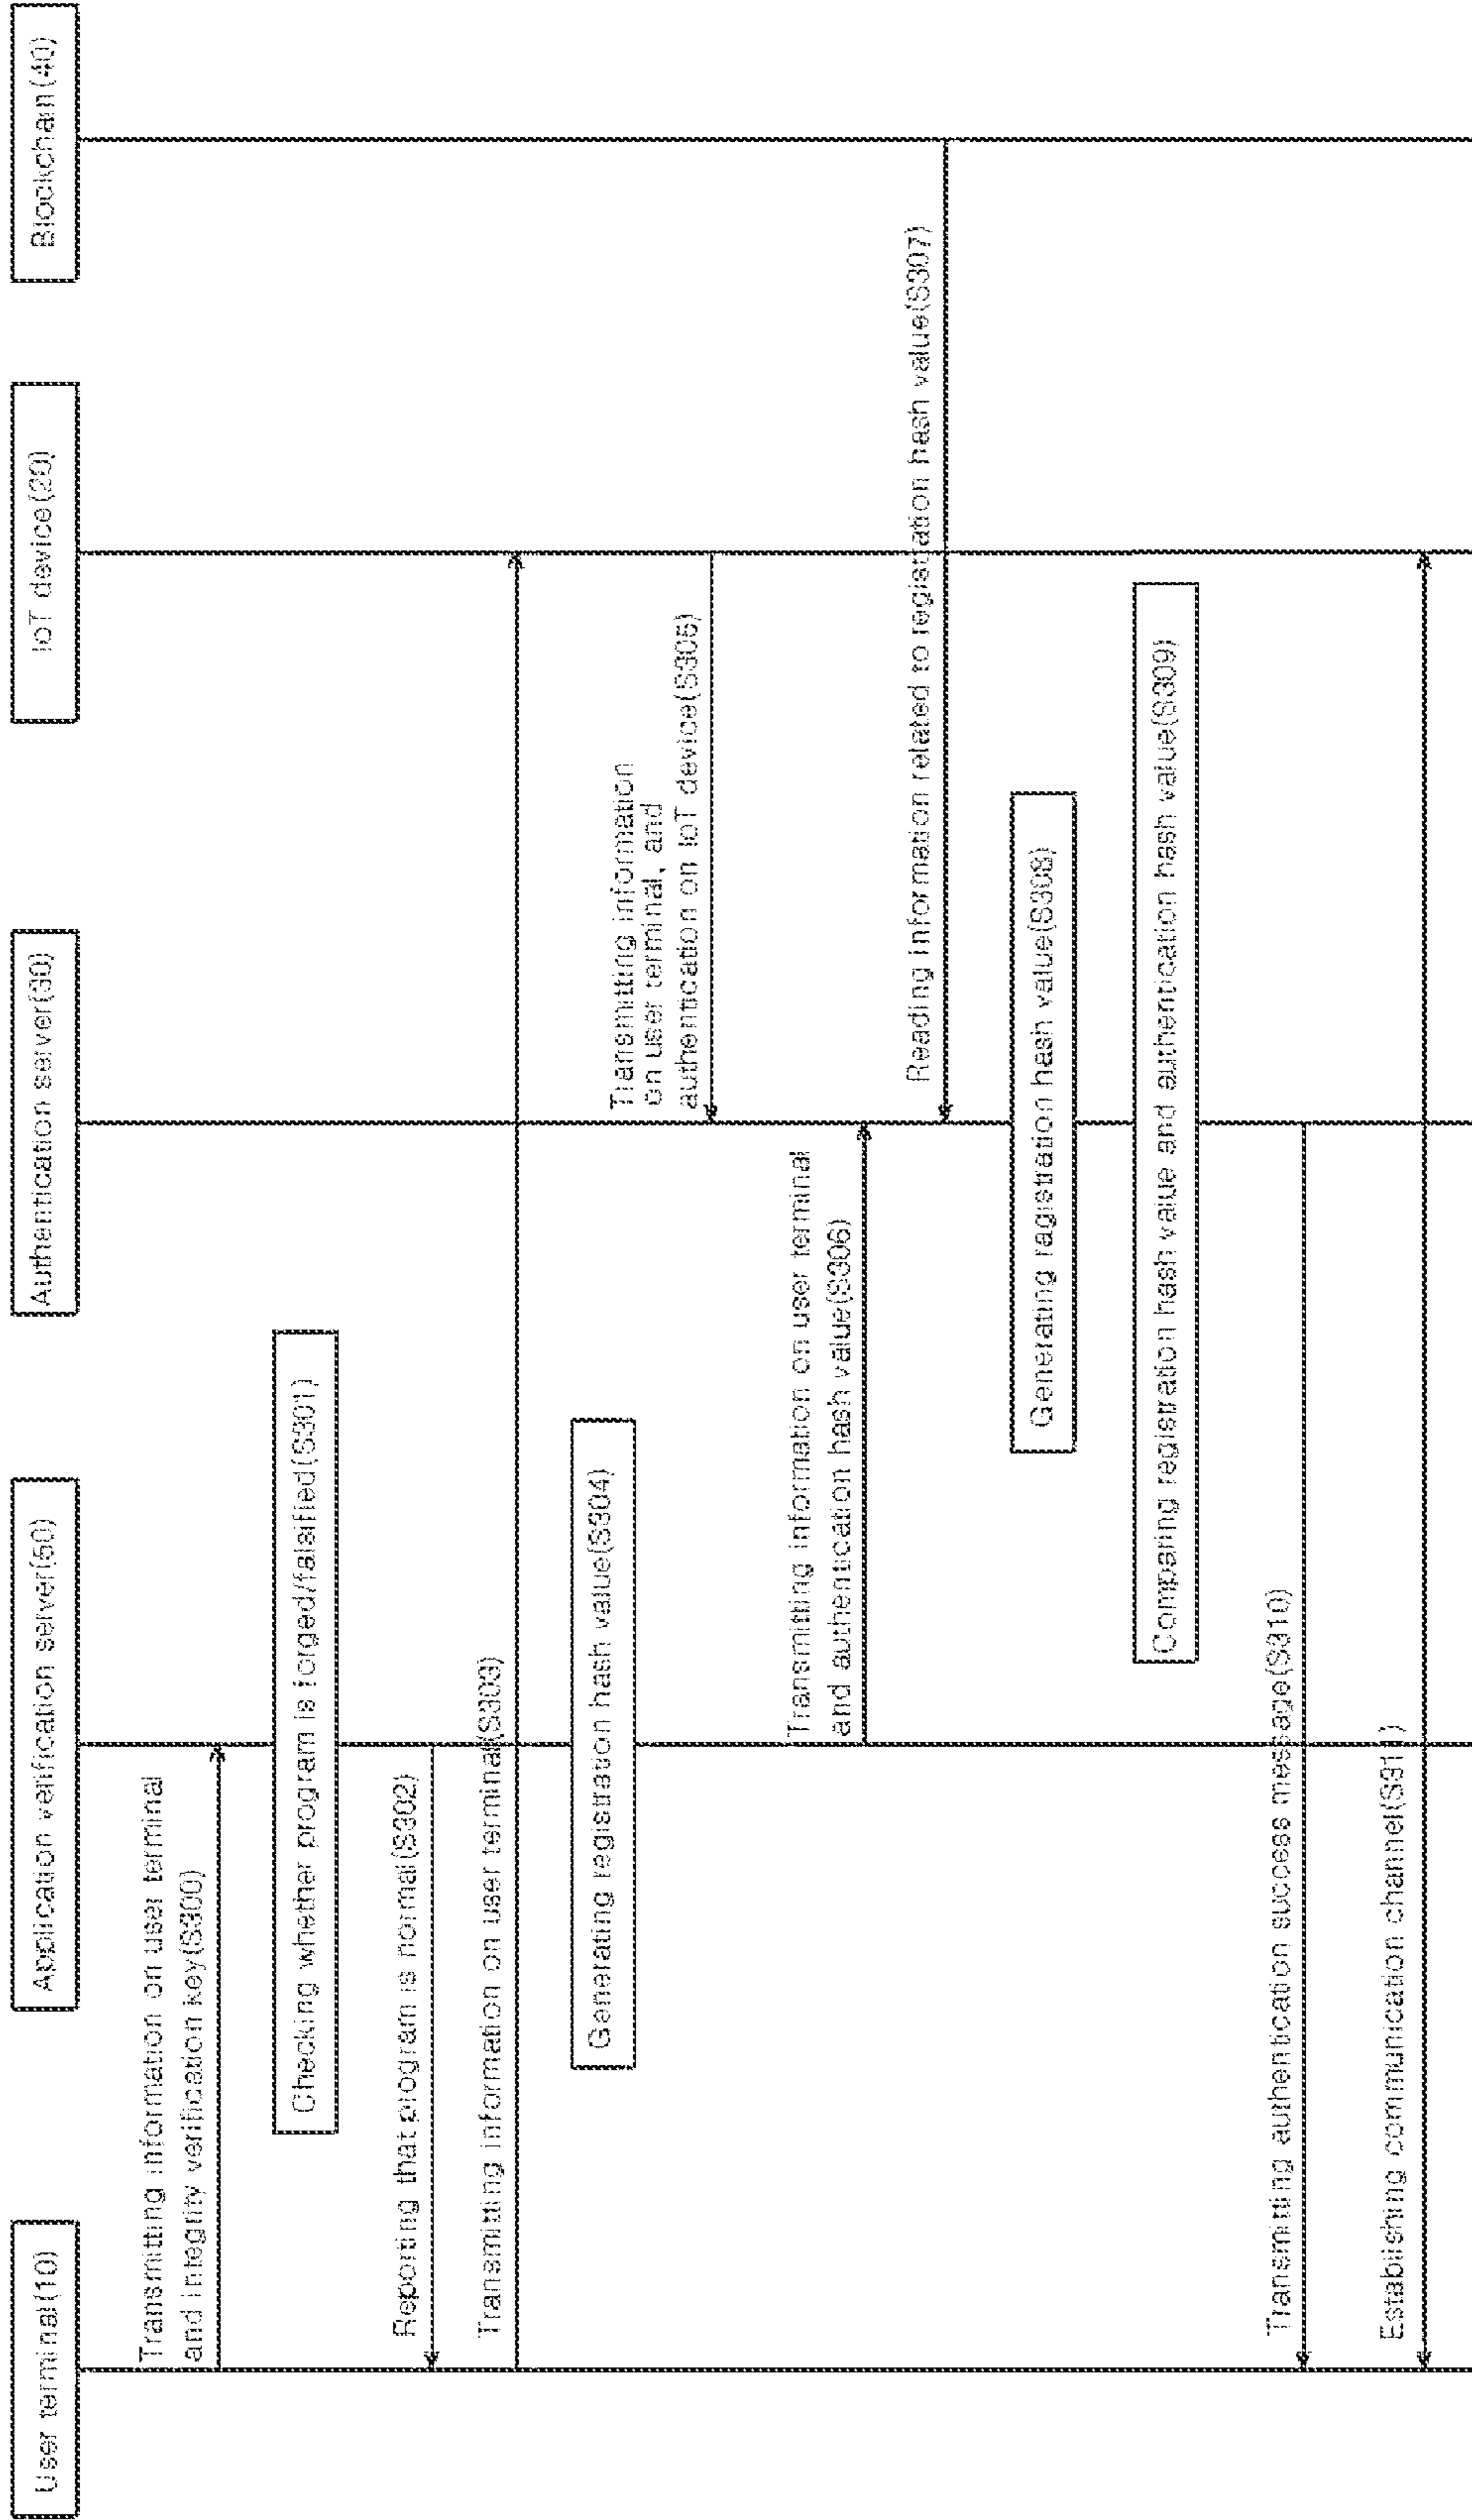 User terminal(10)
Application verification server(50)
Authentication server(30)
IoT device(20)
Blockchain(40)
Transmitting information on user terminal
and integrity verification key(S300)
Checking whether program is forged/falsified(S301)
Reporting that program is normal(S302)
Transmitting information on user terminal(S303)
Generating registration hash value(S304)
Transmitting information
on user terminal, and
authentication on IoT device(S305)
Transmitting information on user terminal
and authentication hash value(S306)
Reading information related to registration hash value(S307)
Generating ragistration hash value(S308)
Comparing registration hash value and authentication hash value(S309)
Transmitting authentication success message(S310)
Establishing communication channel(S311)